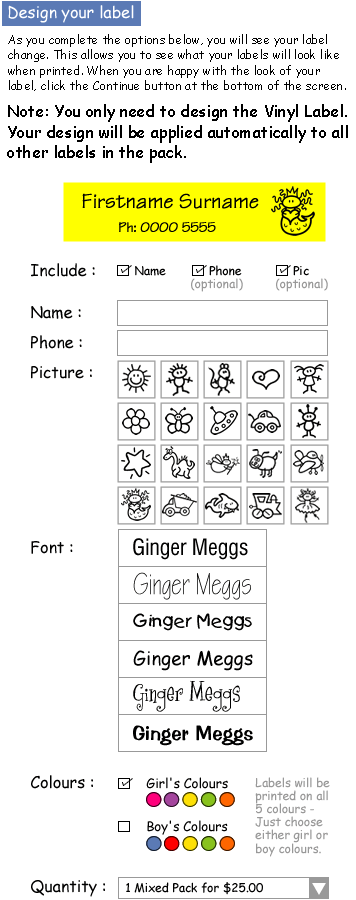 Design your label
As you complete the options below, you will see your label
change. This allows you to see what your labels will look like
when printed. When you are happy with the look of your
label, click the Continue button at the bottom of the screen.
Note: You only need to design the Vinyl Label.
Your design will be applied automatically to all
other labels in the pack.
Firstname Surname
Ph: 0000 5555
Include : Name Phone Pic
(optional) (optional)
Name :
Phone :
Picture :
Font : Ginger Meggs
Ginger Meggs
Ginger Meggs
Ginger Meggs
Ginger Meggs
Ginger Meggs
Colours : Girl's Colours
Boy's Colours
Labels will be
printed on all
5 colours -
Just choose
either girl or
boy colours.
Quantity : 1 Mixed Pack for $25.00